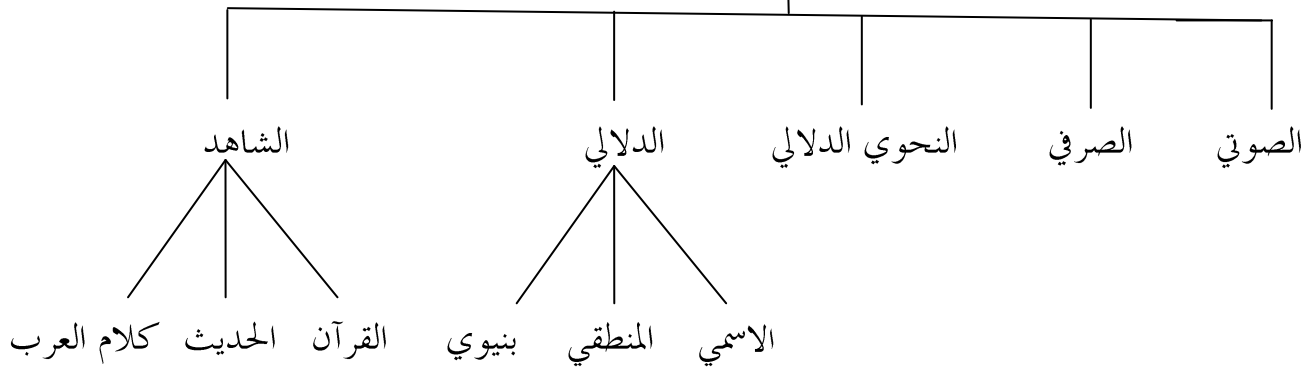 الصوتي الصرفي النحوي الدلالي الدلالي الشاهد
الاسمي المنطقي بنيوي القرآن الحديث كلام العرب